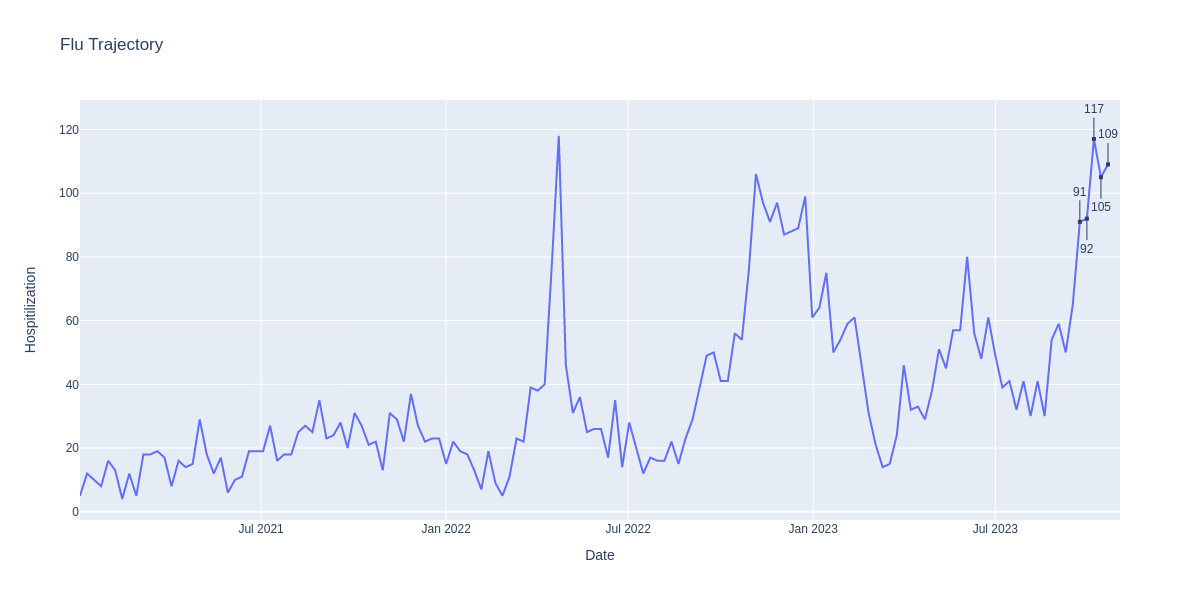 Flu Trajectory
120
100
80
60
40
20
0
117
109
91
105
92
Jul 2021
Jan 2022
Jul 2022
Jan 2023
Jul 2023
Date
Hospitilization